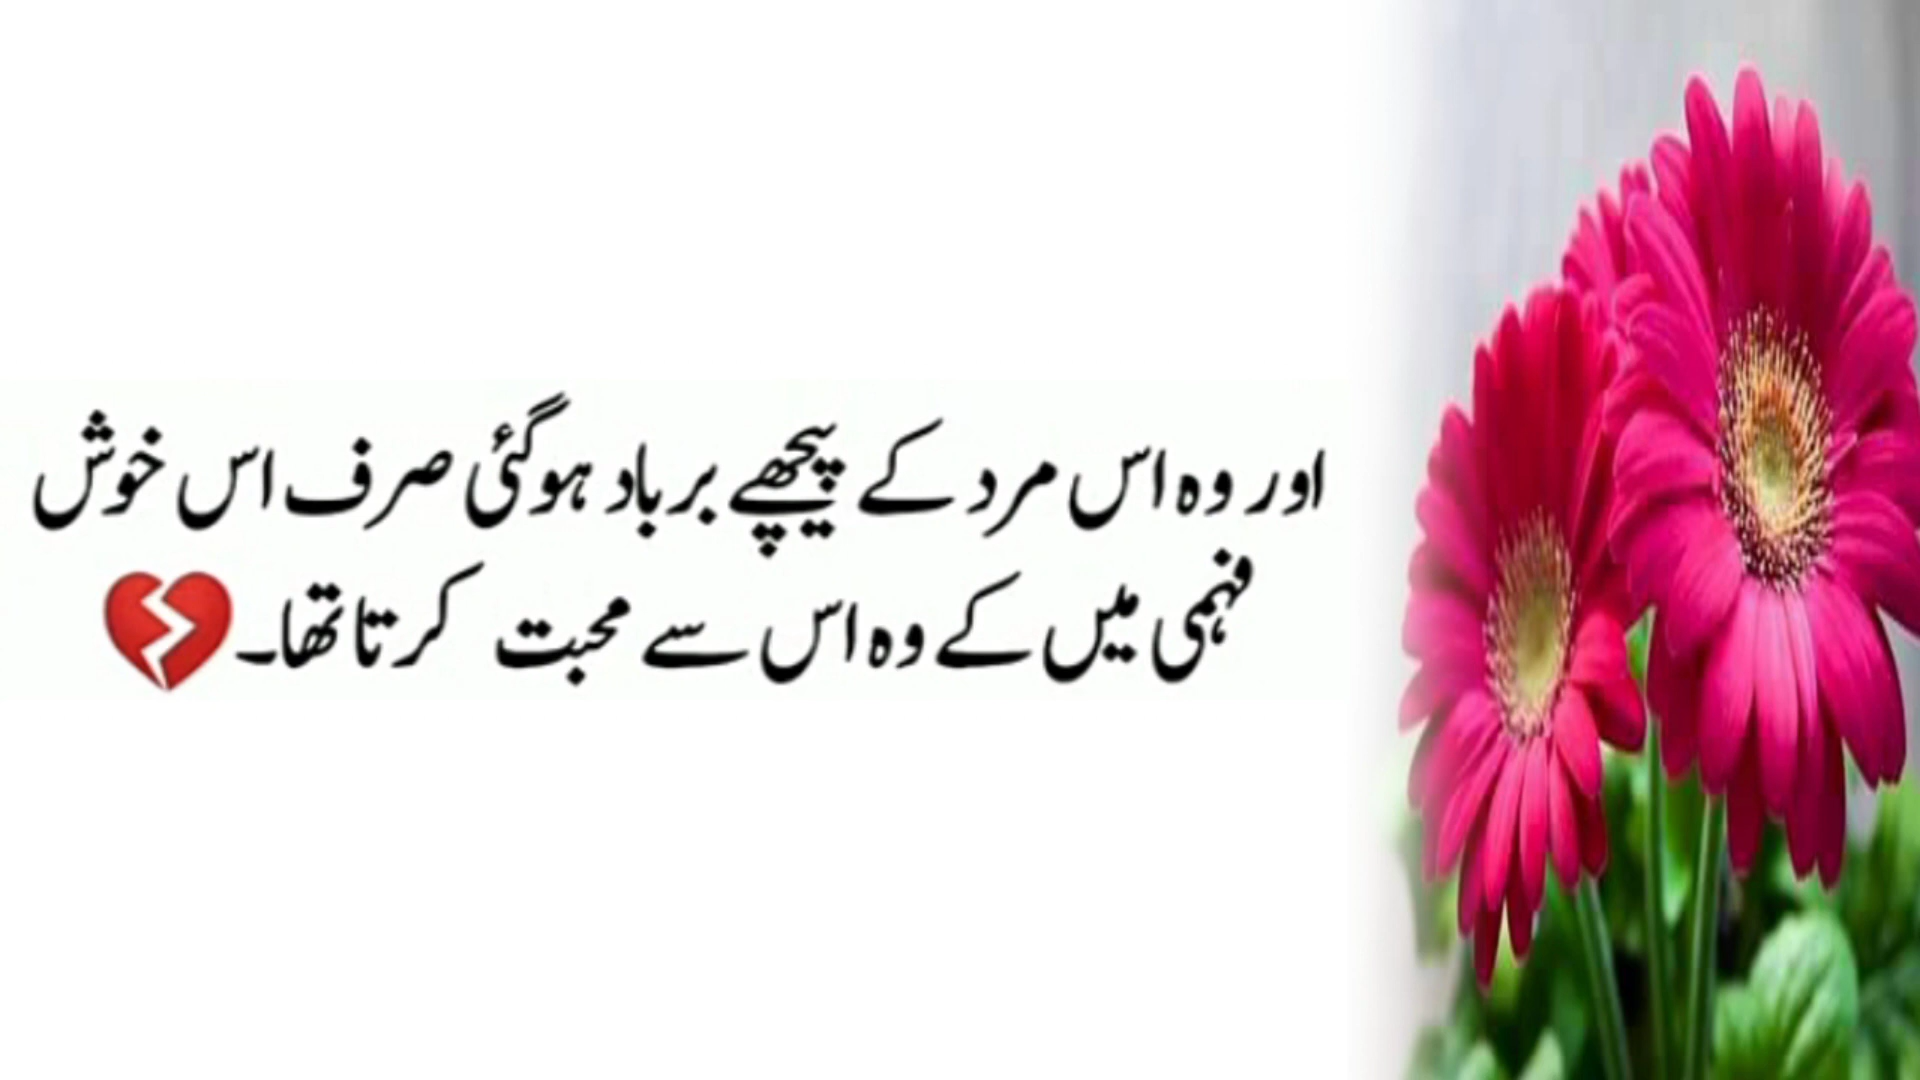 اور وہ اس مرد کے پیچھے برباد ہوگئی صرف اس خوش
فہمی میں کے وہ اس سے محبت کرتا تھا۔💔